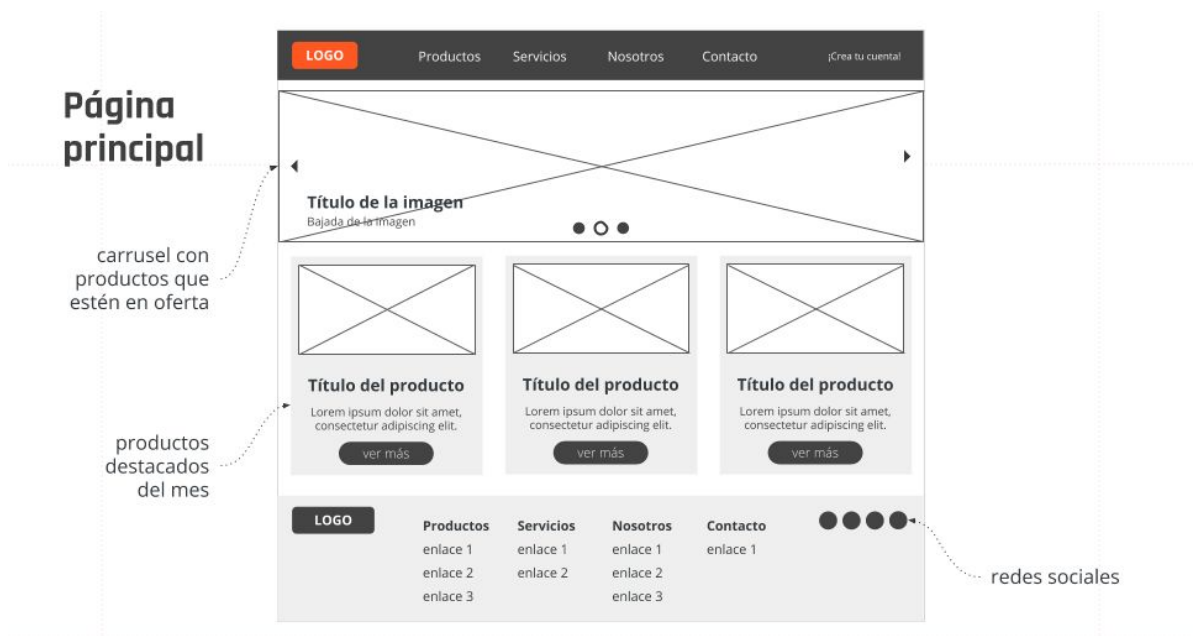 LOGO
Productos
Servicios
Nosotros
Contacto
¡Crea tu cuenta!
Página
principal
Título de la imagen
Bajada de la imagen
carrusel con
productos que
estén en oferta
Título del producto
Lorem ipsum dolor sit amet,
consectetur adipiscing elit.
ver más
Título del producto
Lorem ipsum dolor sit amet,
consectetur adipiscing elit.
ver más
Título del producto
Lorem ipsum dolor sit amet,
consectetur adipiscing elit.
ver más
productos
destacados
del mes
LOGO
Productos
enlace 1
enlace 2
enlace 3
Servicios
enlace 1
enlace 2
Nosotros
enlace 1
enlace 2
enlace 3
Contacto
enlace 1
redes sociales